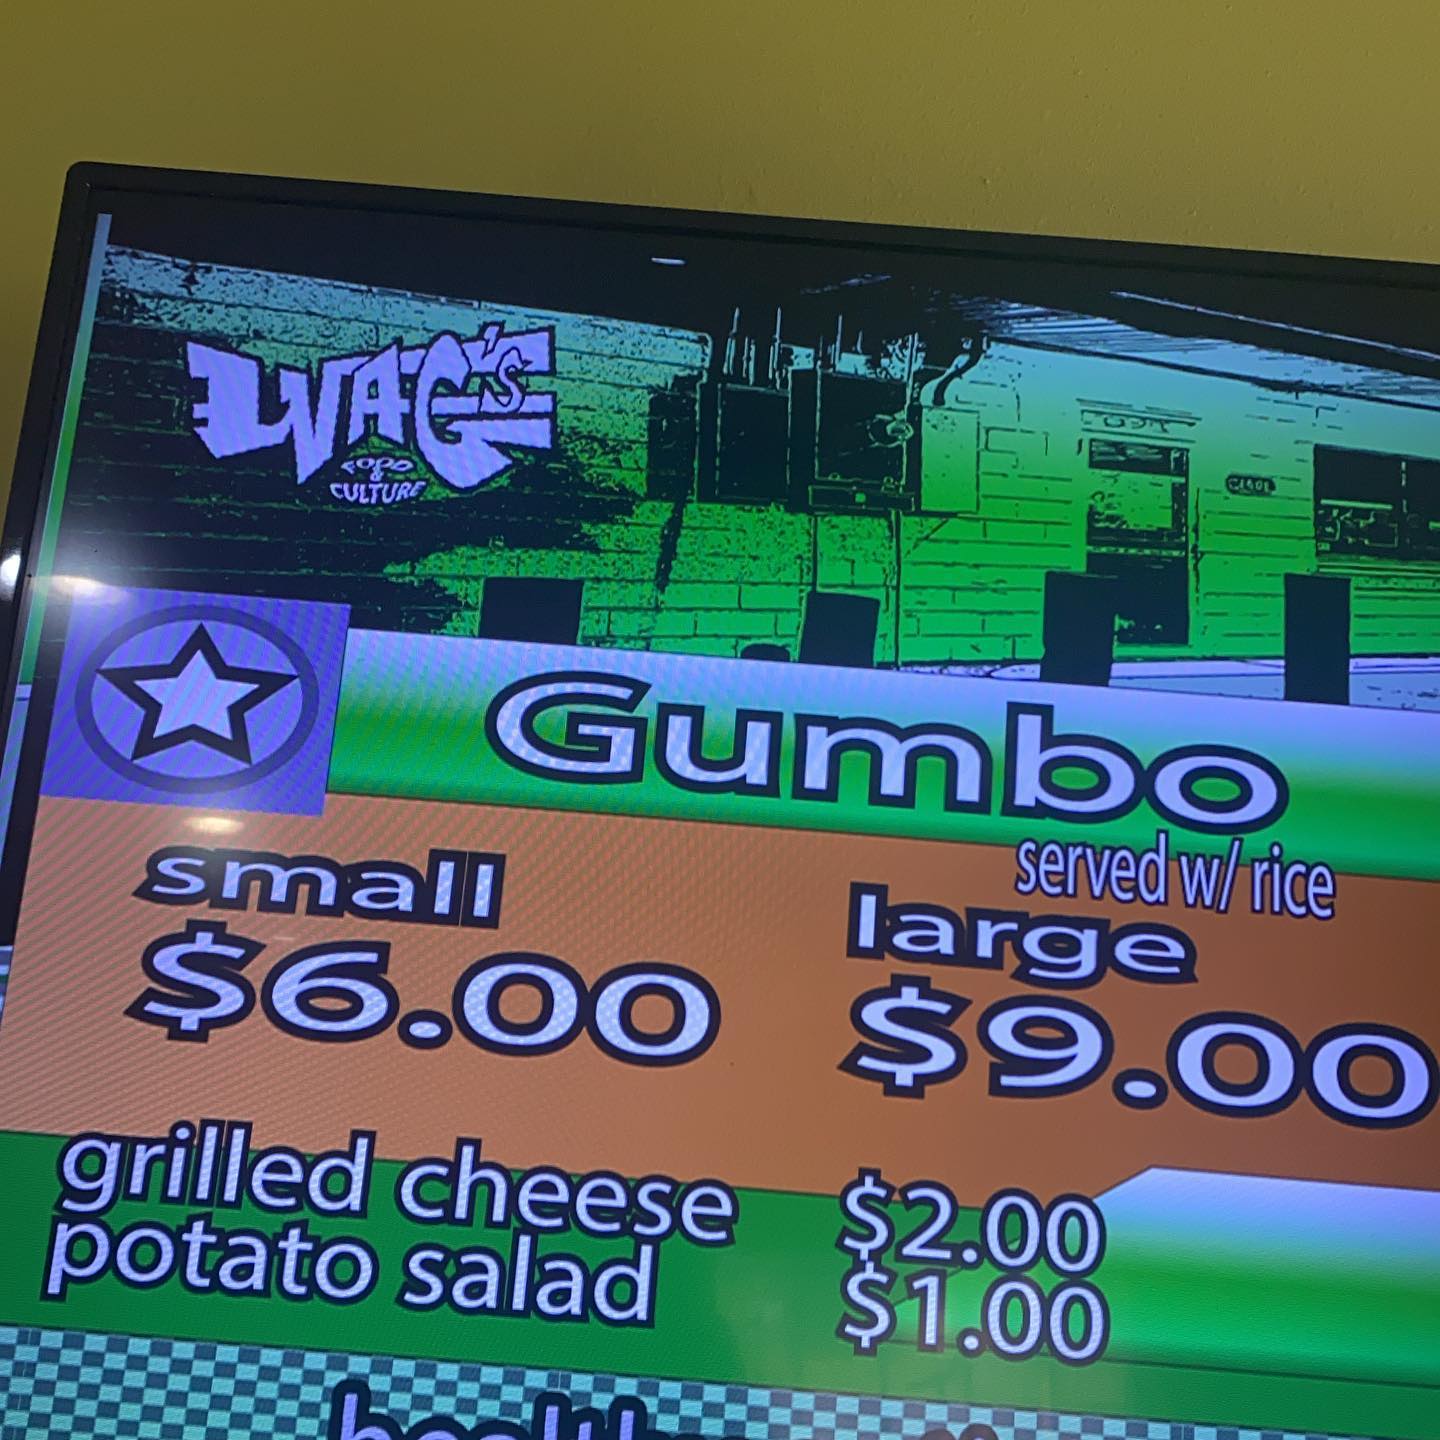 WAG'S
FOOD
&
CULTURE
Gumbo
served w/ rice
small
large
$6.00
$9.00
grilled cheese $2.00
potato salad $1.00